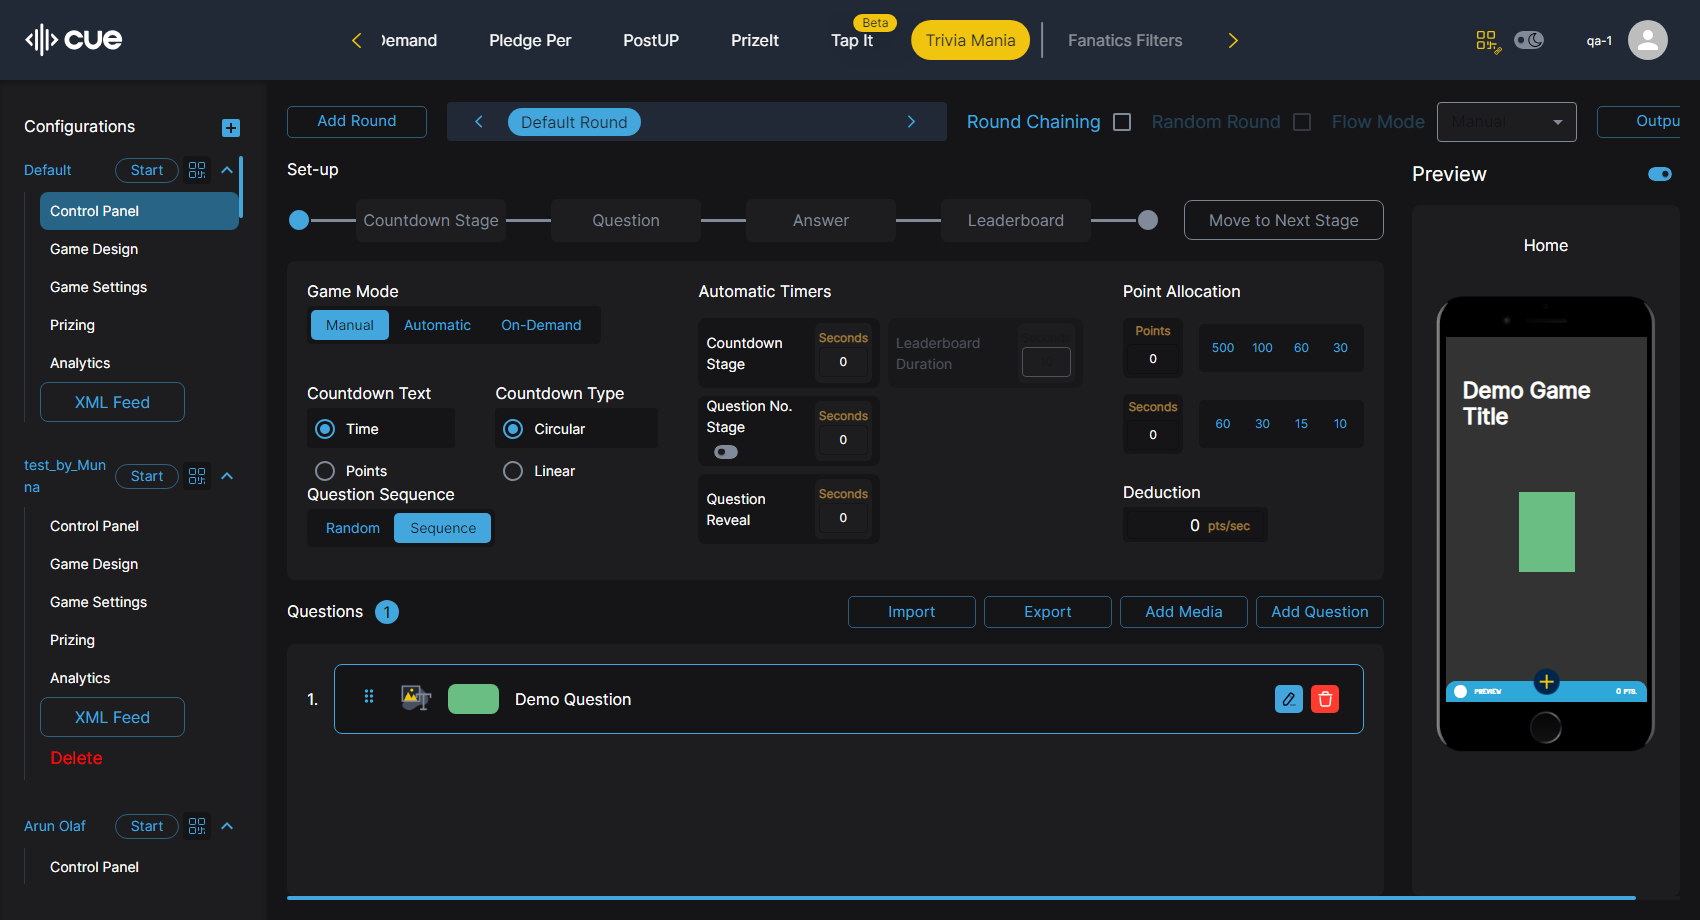 cue
Demand
Pledge Per
PostUP
PrizeIt
Tap It
Beta
Trivia Mania
Fanatics Filters
qa-1
Configurations
Default
Start
Control Panel
Game Design
Game Settings
Prizing
Analytics
XML Feed
test_by_Mun
na
Start
Control Panel
Game Design
Game Settings
Prizing
Analytics
XML Feed
Delete
Arun Olaf
Start
Control Panel
Add Round
Default Round
Round Chaining
Random Round
Flow Mode
Manual
Outpu
Set-up
Countdown Stage
Question
Answer
Leaderboard
Move to Next Stage
Game Mode
Manual
Automatic
On-Demand
Countdown Text
Time
Points
Countdown Type
Circular
Linear
Question Sequence
Random
Sequence
Automatic Timers
Countdown
Stage
Seconds
0
Leaderboard
Duration
Question No.
Stage
Seconds
0
Question
Reveal
Seconds
0
Point Allocation
Points
0
500 100 60 30
Seconds
0
60 30 15 10
Deduction
0 pts/sec
Questions 1
Import
Export
Add Media
Add Question
1.
Demo Question
Preview
Home
Demo Game
Title
PREVIEW
0 PTS.